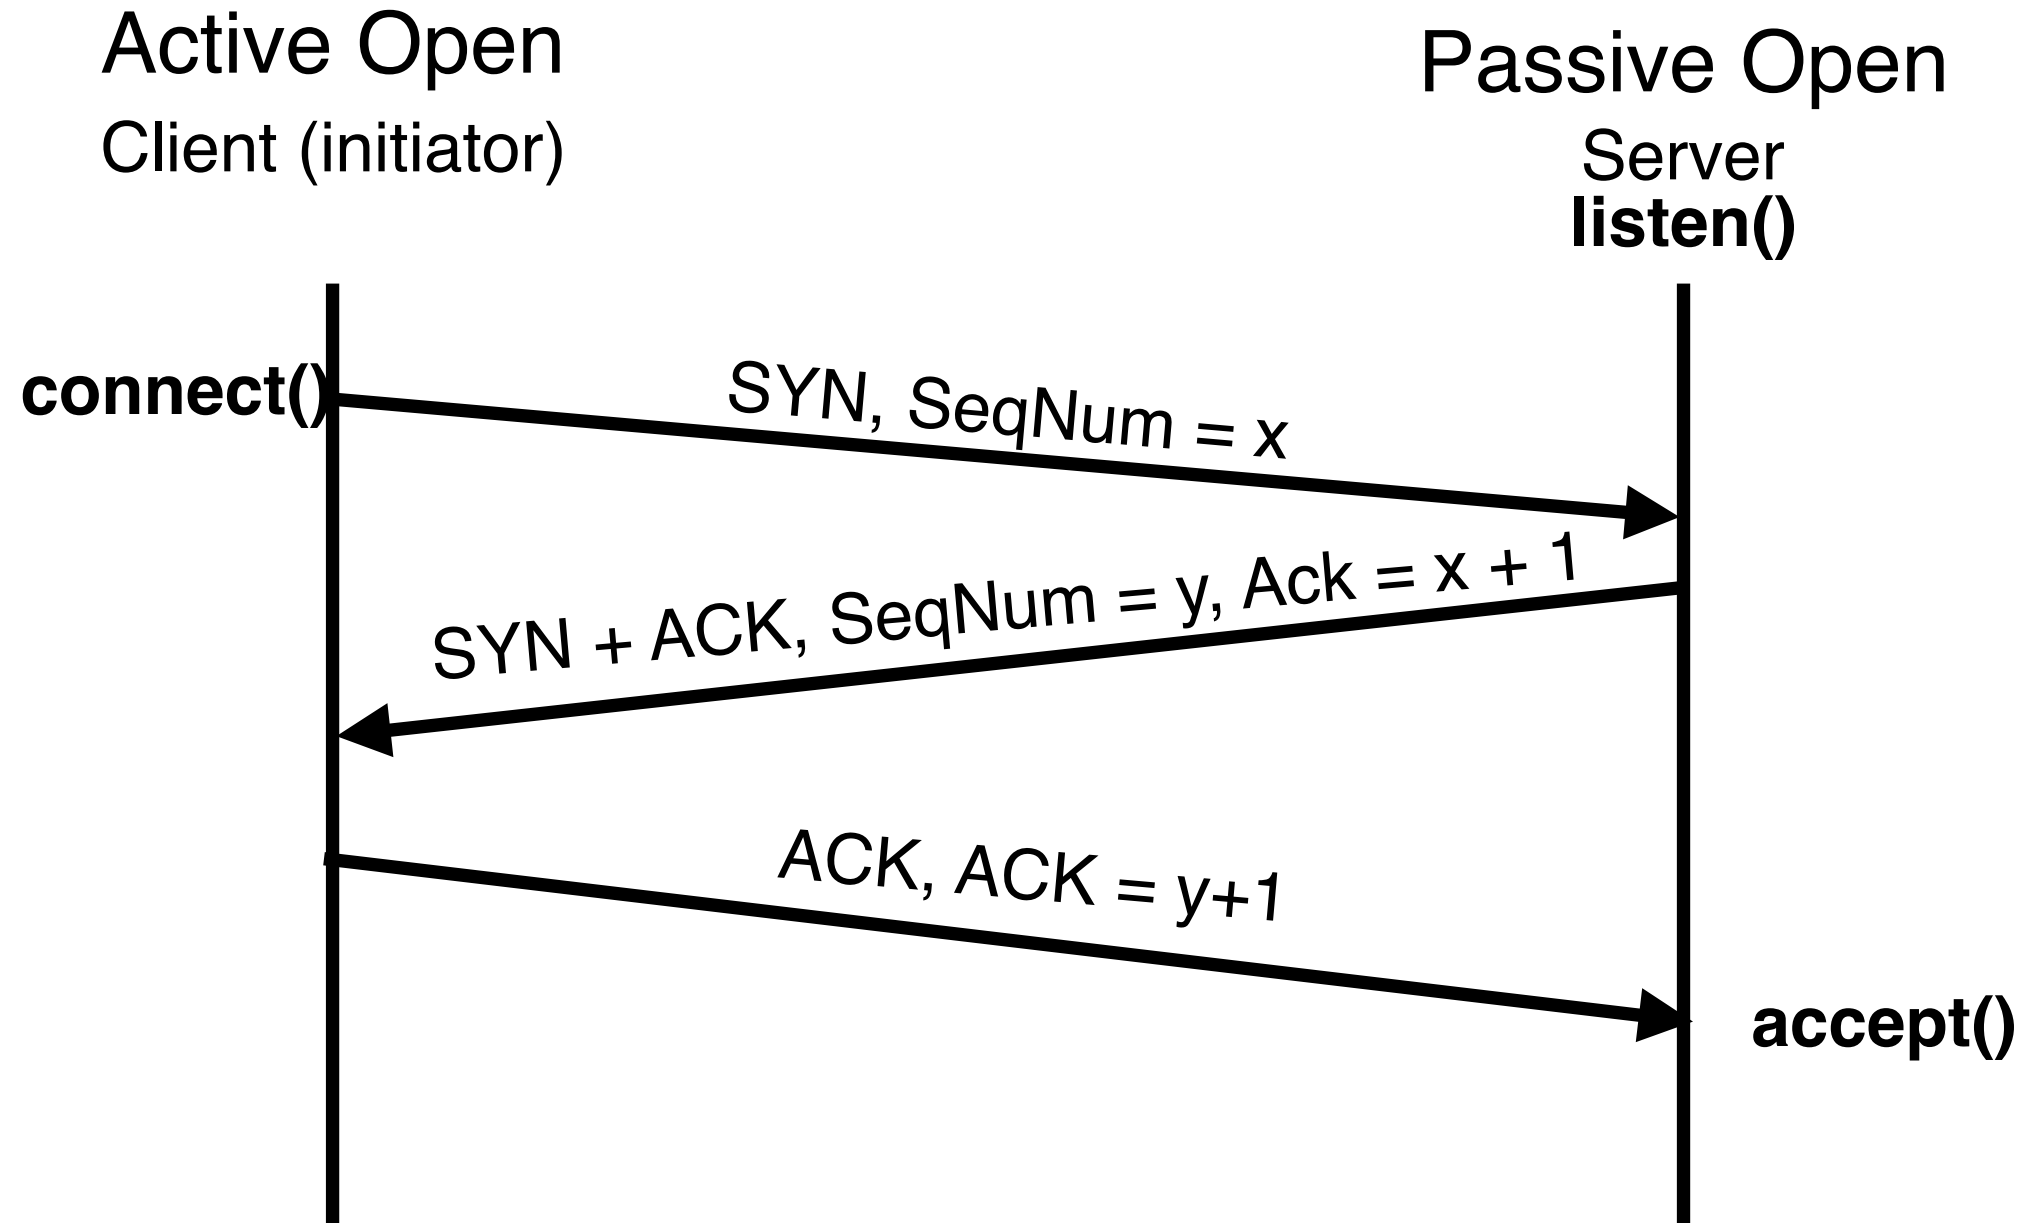 Active Open
Client (initiator)
Passive Open
Server
listen()
connect()
SYN, SeqNum = x
SYN + ACK, SeqNum = y, Ack = x + 1
ACK, ACK = y+1
accept()